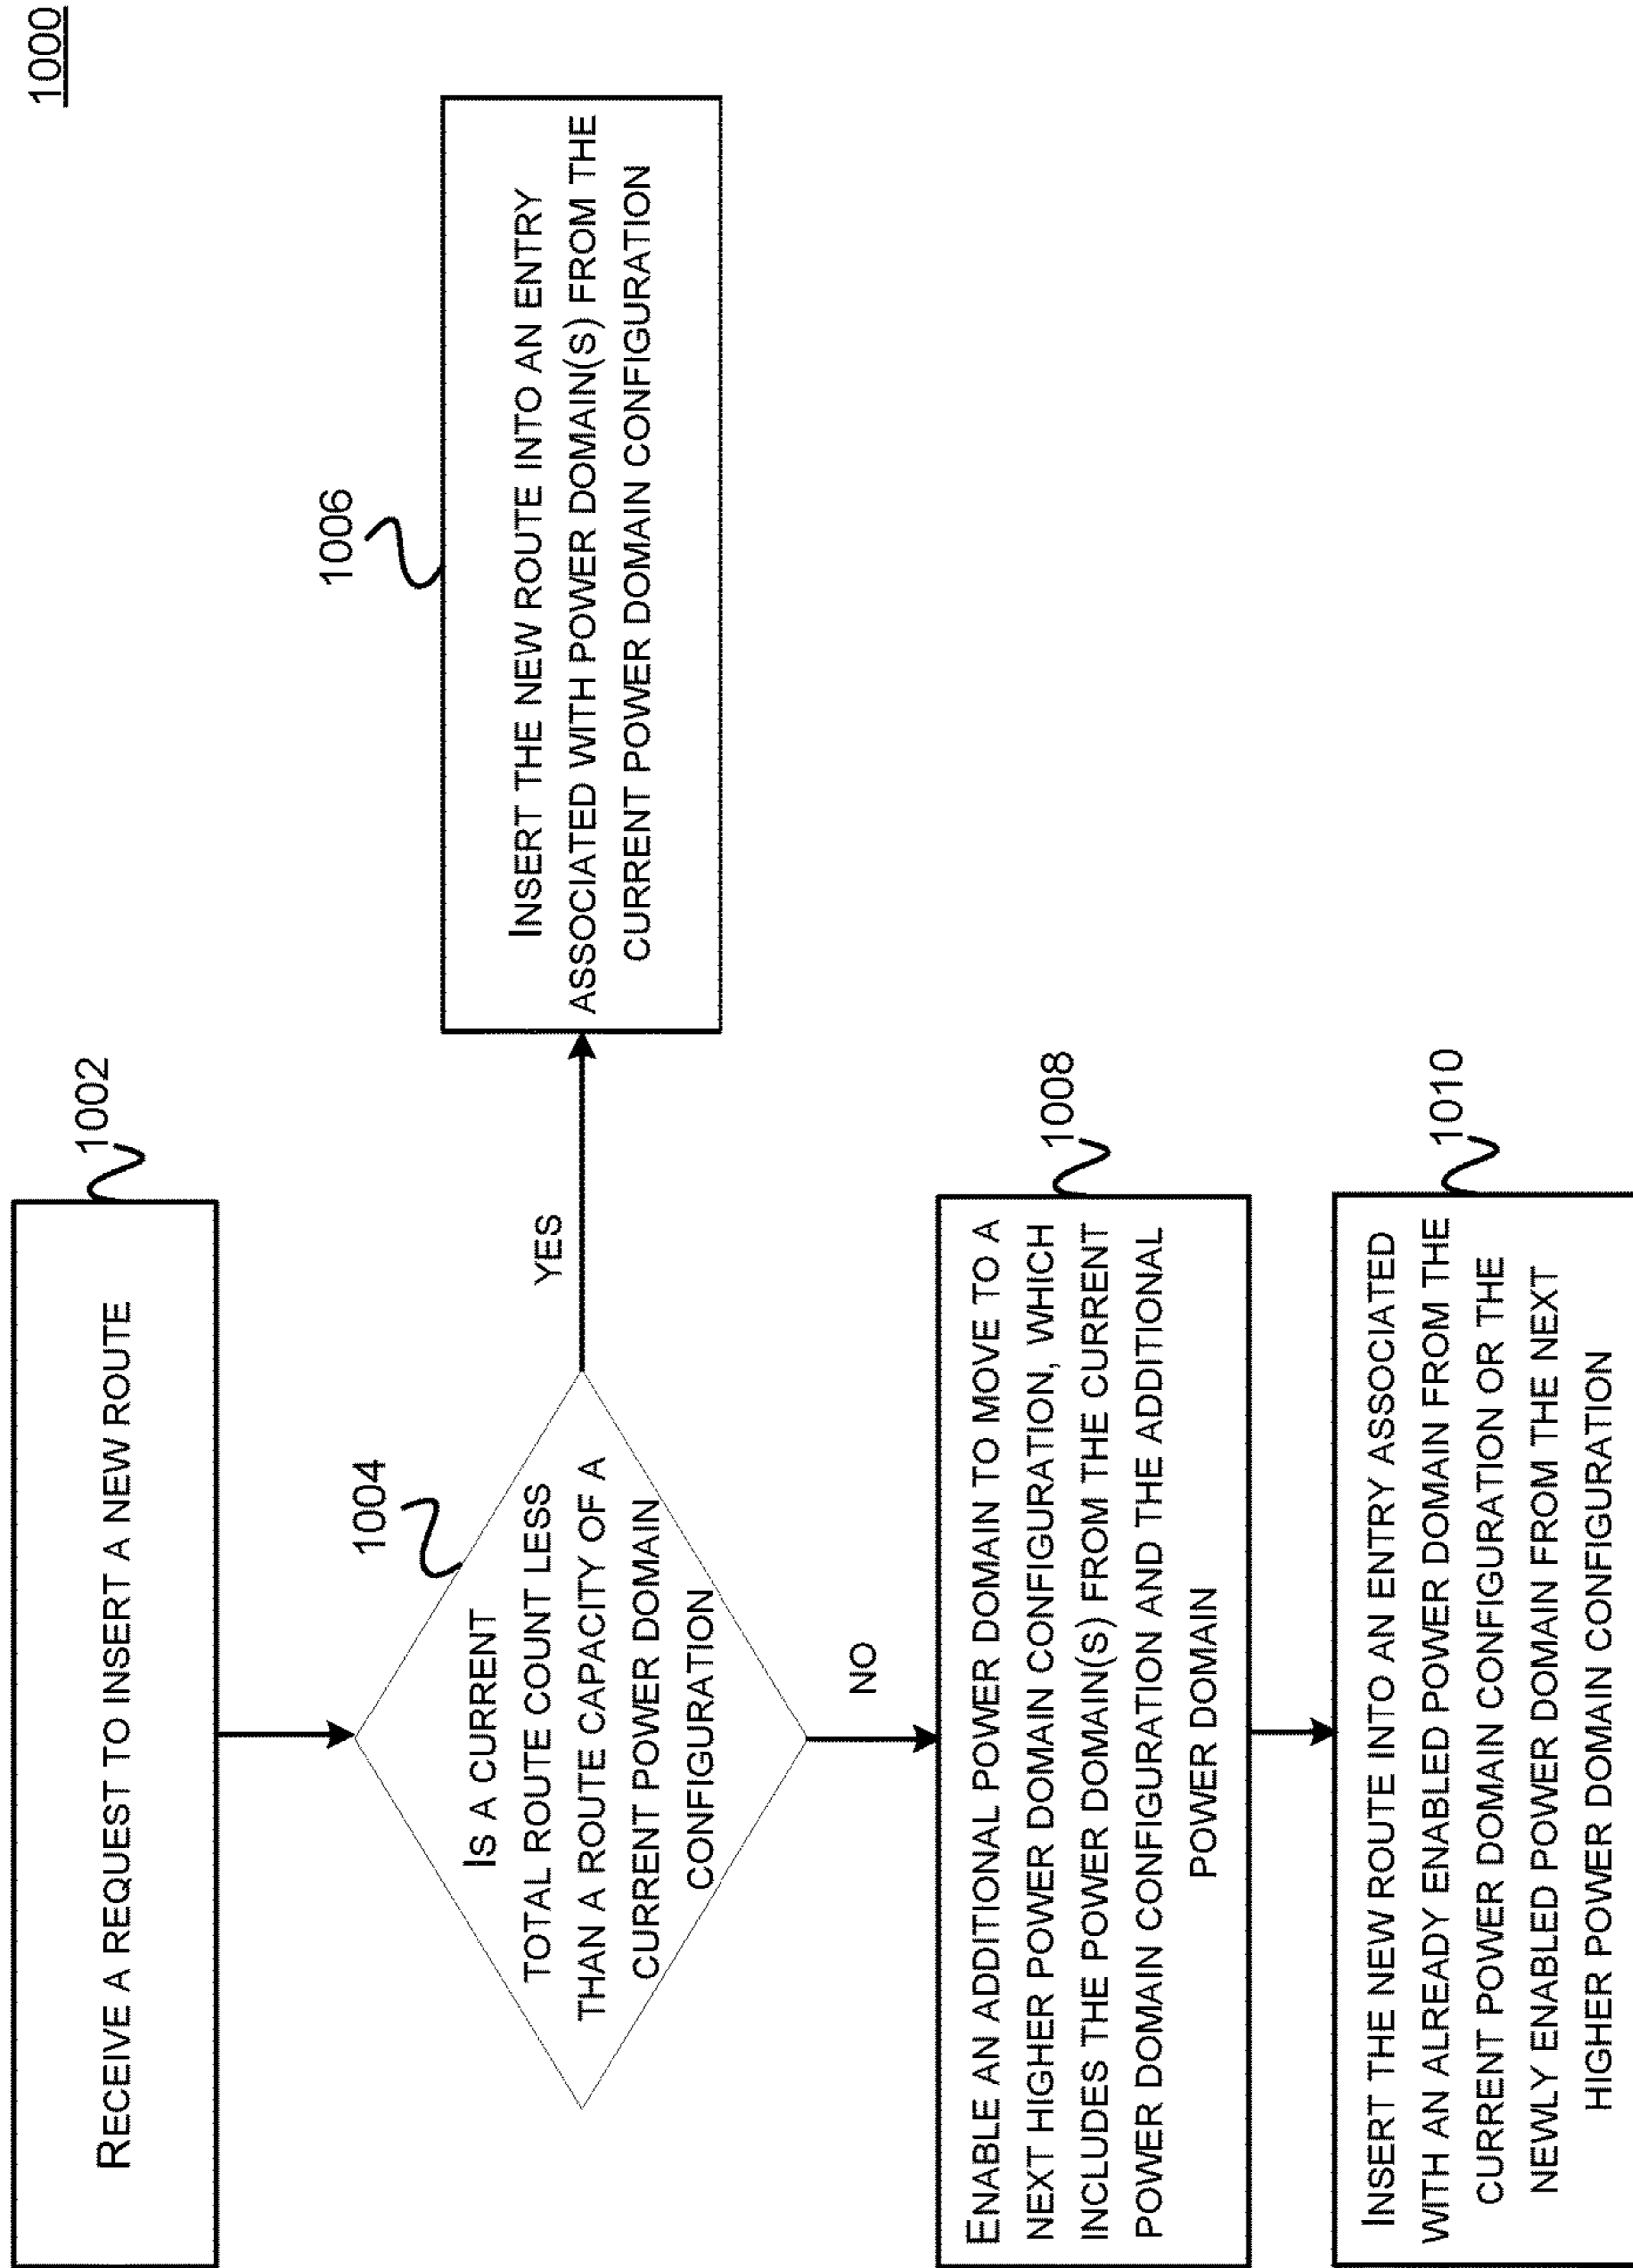 1000
1002
RECEIVE A REQUEST TO INSERT A NEW ROUTE
1004
IS A CURRENT
TOTAL ROUTE COUNT LESS
THAN A ROUTE CAPACITY OF A
CURRENT POWER DOMAIN
CONFIGURATION
YES
1006
INSERT THE NEW ROUTE INTO AN ENTRY
ASSOCIATED WITH POWER DOMAIN(S) FROM THE
CURRENT POWER DOMAIN CONFIGURATION
NO
1008
ENABLE AN ADDITIONAL POWER DOMAIN TO MOVE TO A
NEXT HIGHER POWER DOMAIN CONFIGURATION, WHICH
INCLUDES THE POWER DOMAIN(S) FROM THE CURRENT
POWER DOMAIN CONFIGURATION AND THE ADDITIONAL
POWER DOMAIN
1010
INSERT THE NEW ROUTE INTO AN ENTRY ASSOCIATED
WITH AN ALREADY ENABLED POWER DOMAIN FROM THE
CURRENT POWER DOMAIN CONFIGURATION OR THE
NEWLY ENABLED POWER DOMAIN FROM THE NEXT
HIGHER POWER DOMAIN CONFIGURATION